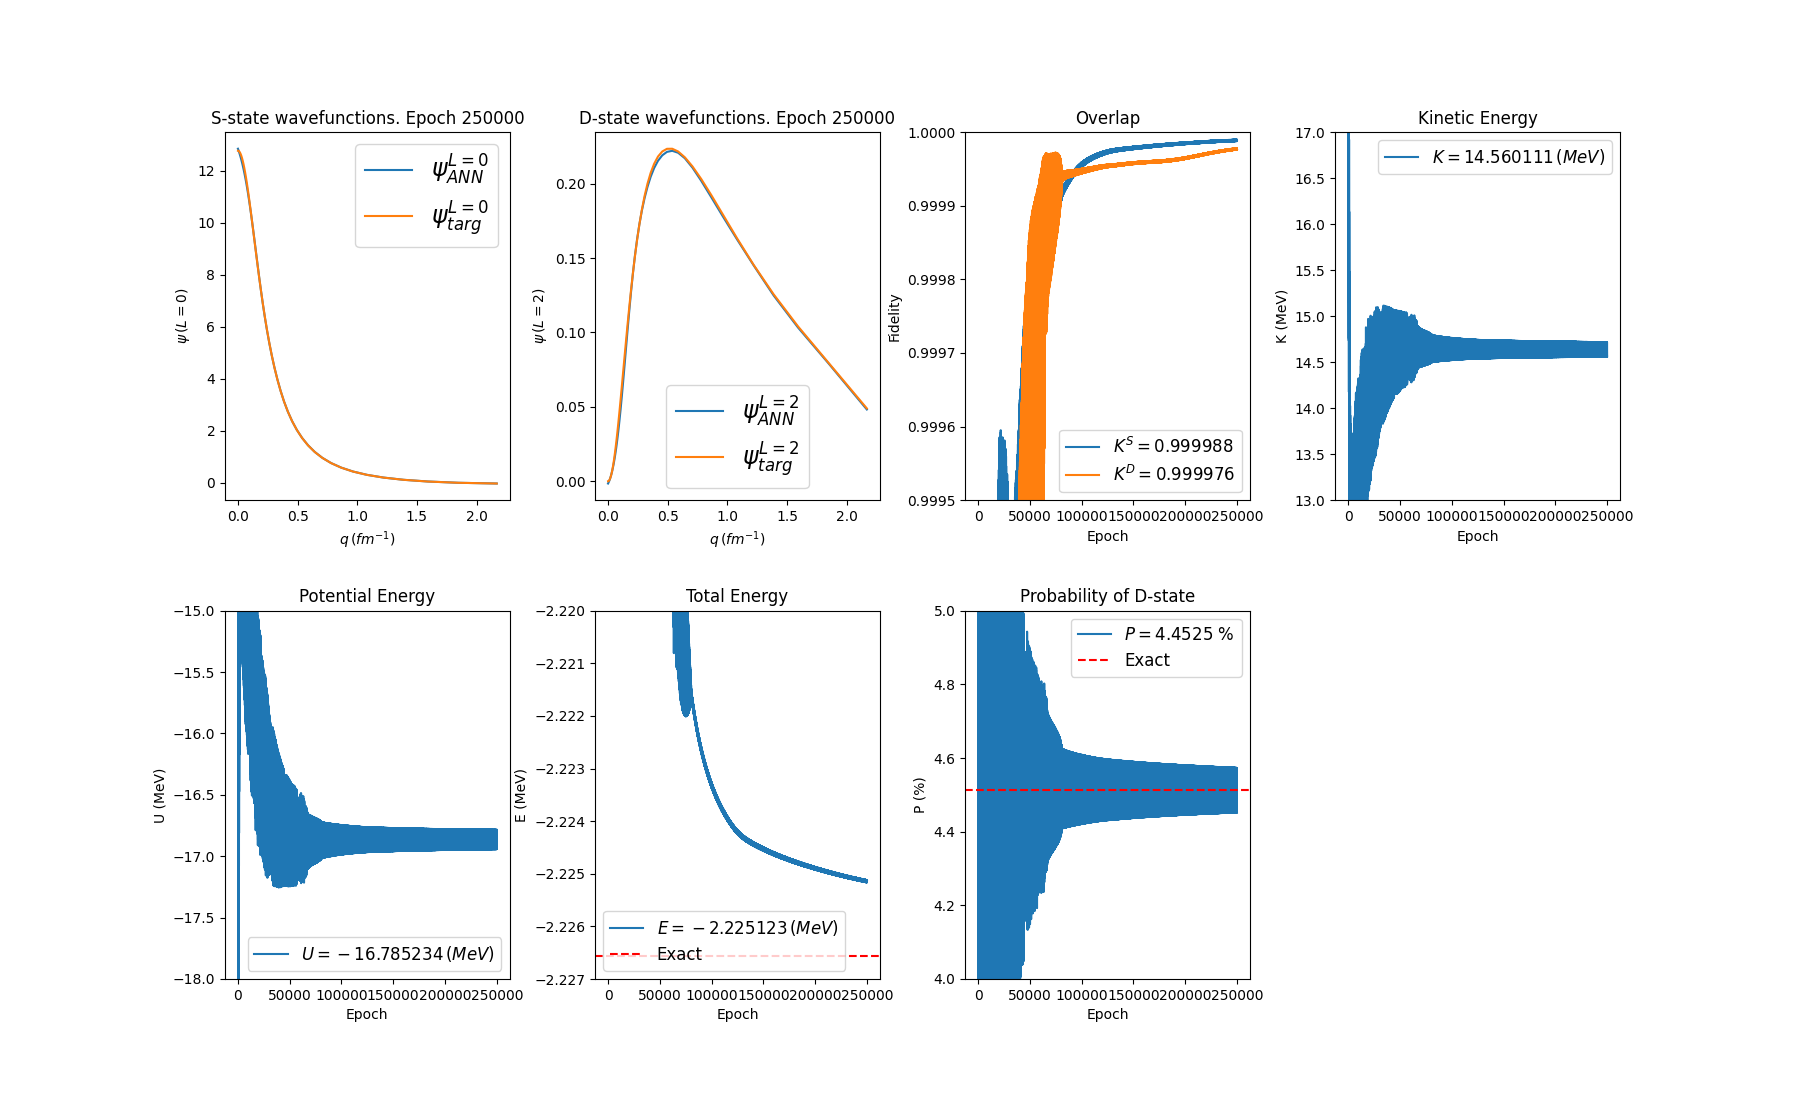 S-state wavefunctions. Epoch 250000
ψ(L = 0)
12
10
8
6
4
2
0
0.0 0.5 1.0 1.5 2.0
q (fm⁻¹)
ψ_{ANN}^{L=0}
ψ_{targ}^{L=0}
D-state wavefunctions. Epoch 250000
ψ(L = 2)
0.20
0.15
0.10
0.05
0.00
0.0 0.5 1.0 1.5 2.0
q (fm⁻¹)
ψ_{ANN}^{L=2}
ψ_{targ}^{L=2}
Overlap
Fidelity
1.0000
0.9999
0.9998
0.9997
0.9996
0.9995
0 50000 100000 150000 200000 250000
Epoch
K^S = 0.999988
K^D = 0.999976
Kinetic Energy
K (MeV)
17.0
16.5
16.0
15.5
15.0
14.5
14.0
13.5
13.0
0 50000 100000 150000 200000 250000
Epoch
K = 14.560111 (MeV)
Potential Energy
U (MeV)
−15.0
−15.5
−16.0
−16.5
−17.0
−17.5
−18.0
0 50000 100000 150000 200000 250000
Epoch
U = −16.785234 (MeV)
Total Energy
E (MeV)
−2.220
−2.221
−2.222
−2.223
−2.224
−2.225
−2.226
−2.227
0 50000 100000 150000 200000 250000
Epoch
E = −2.225123 (MeV)
Exact
Probability of D-state
P (%)
5.0
4.8
4.6
4.4
4.2
4.0
0 50000 100000 150000 200000 250000
Epoch
P = 4.4525 %
Exact